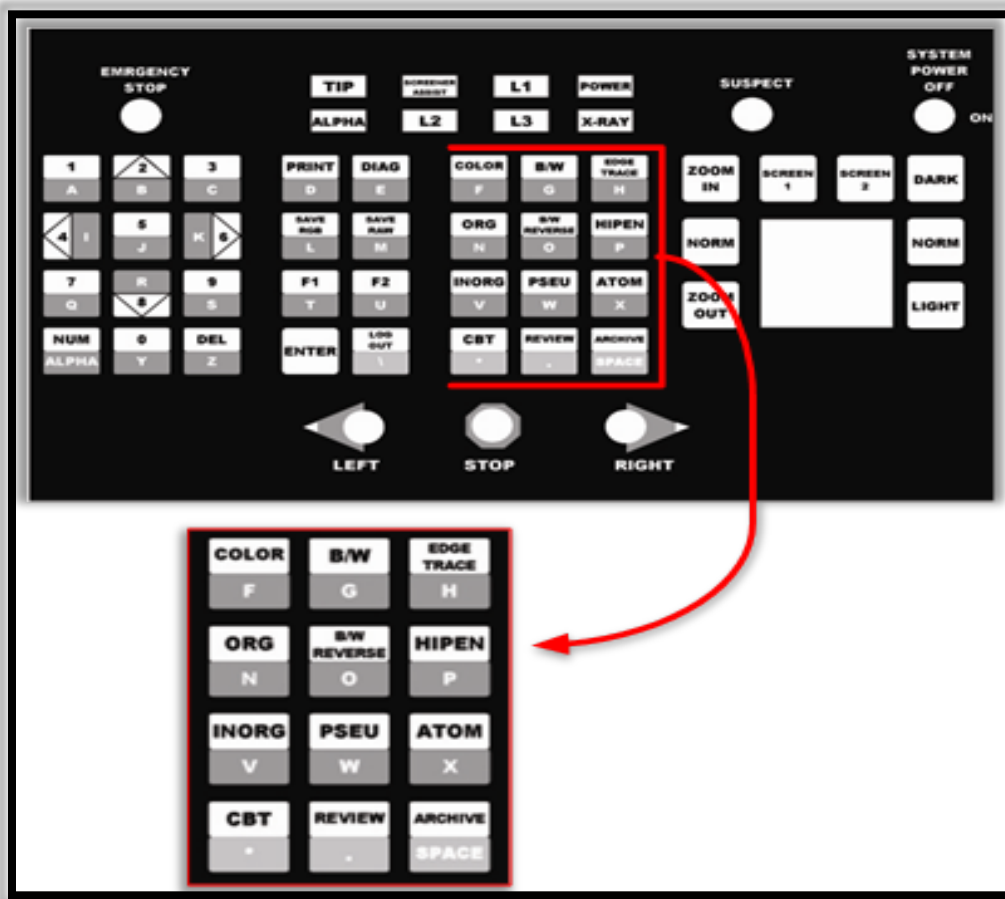 EMRGENCY
STOP
SYSTEM
POWER
OFF
ON
SUSPECT
TIP SCREENER ASSIST L1 POWER
ALPHA L2 L3 X-RAY
1 2 3 PRINT DIAG COLOR B/W EDGE TRACE ZOOM IN SCREEN 1 SCREEN 2 DARK
A B C D E F G H
4 I 5 K 6 SAVE RGB SAVE RAW ORG B/W REVERSE HIPEN NORM NORM
J L M N O P
7 R 9 F1 F2 INORG PSEU ATOM ZOOM OUT LIGHT
Q 8 S T U V W X
NUM 0 DEL ENTER LOG OUT CBT REVIEW ARCHIVE
ALPHA Y Z \ * . SPACE
LEFT STOP RIGHT
COLOR B/W EDGE TRACE
F G H
ORG B/W REVERSE HIPEN
N O P
INORG PSEU ATOM
V W X
CBT REVIEW ARCHIVE
* . SPACE